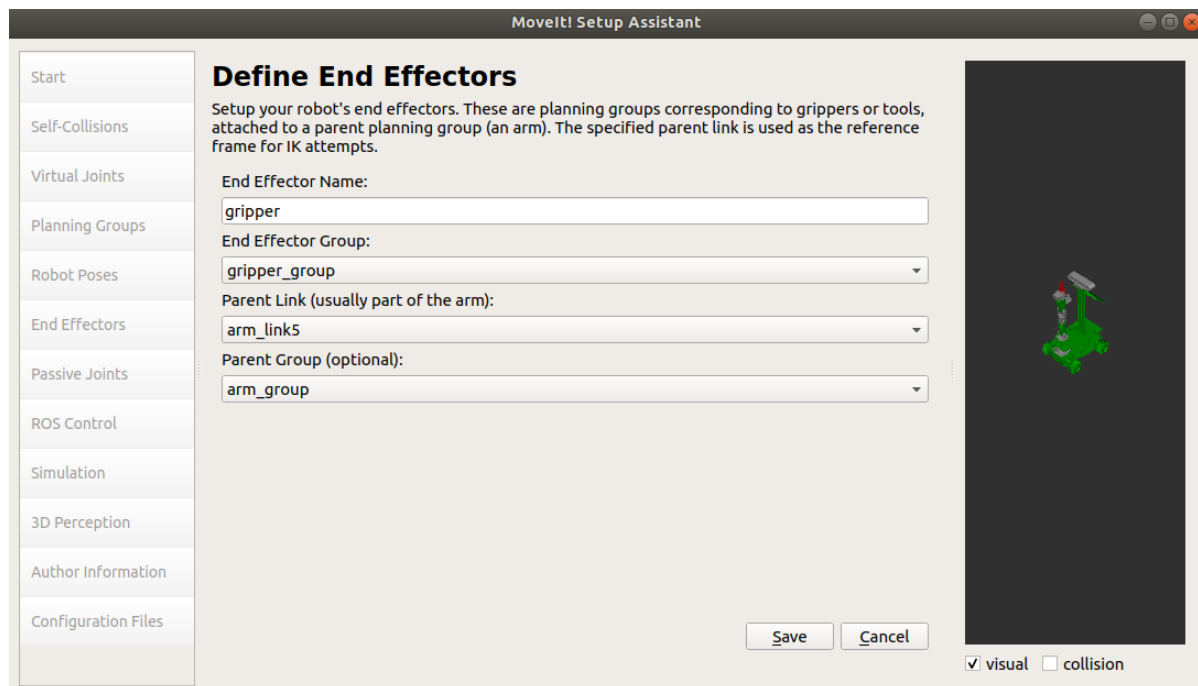 MoveIt! Setup Assistant
Start
Self-Collisions
Virtual Joints
Planning Groups
Robot Poses
End Effectors
Passive Joints
ROS Control
Simulation
3D Perception
Author Information
Configuration Files
Define End Effectors
Setup your robot's end effectors. These are planning groups corresponding to grippers or tools,
attached to a parent planning group (an arm). The specified parent link is used as the reference
frame for IK attempts.
End Effector Name:
gripper
End Effector Group:
gripper_group
Parent Link (usually part of the arm):
arm_link5
Parent Group (optional):
arm_group
Save
Cancel
visual
collision